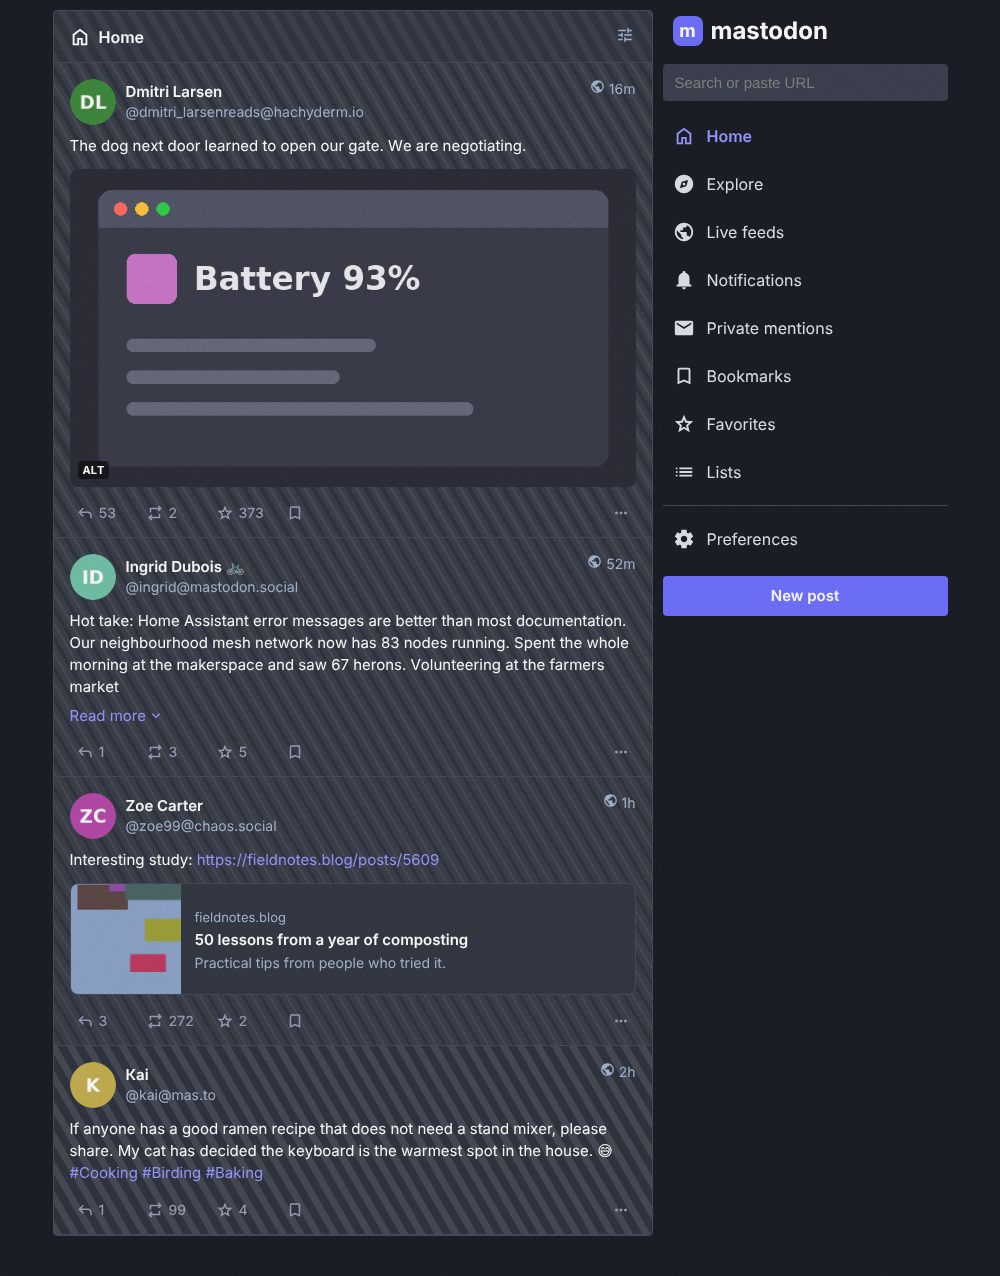 Home
Dmitri Larsen
16m
@dmitri_larsenreads@hachyderm.io
The dog next door learned to open our gate. We are negotiating.
Battery 93%
ALT
53 2 373
Ingrid Dubois 🚲
52m
@ingrid@mastodon.social
Hot take: Home Assistant error messages are better than most documentation.
Our neighbourhood mesh network now has 83 nodes running. Spent the whole
morning at the makerspace and saw 67 herons. Volunteering at the farmers
market
Read more
1 3 5
Zoe Carter
1h
@zoe99@chaos.social
Interesting study: https://fieldnotes.blog/posts/5609
fieldnotes.blog
50 lessons from a year of composting
Practical tips from people who tried it.
3 272 2
Kai
2h
@kai@mas.to
If anyone has a good ramen recipe that does not need a stand mixer, please
share. My cat has decided the keyboard is the warmest spot in the house. 😅
#Cooking #Birding #Baking
1 99 4
mastodon
Search or paste URL
Home
Explore
Live feeds
Notifications
Private mentions
Bookmarks
Favorites
Lists
Preferences
New post
DL
ID
ZC
K
m